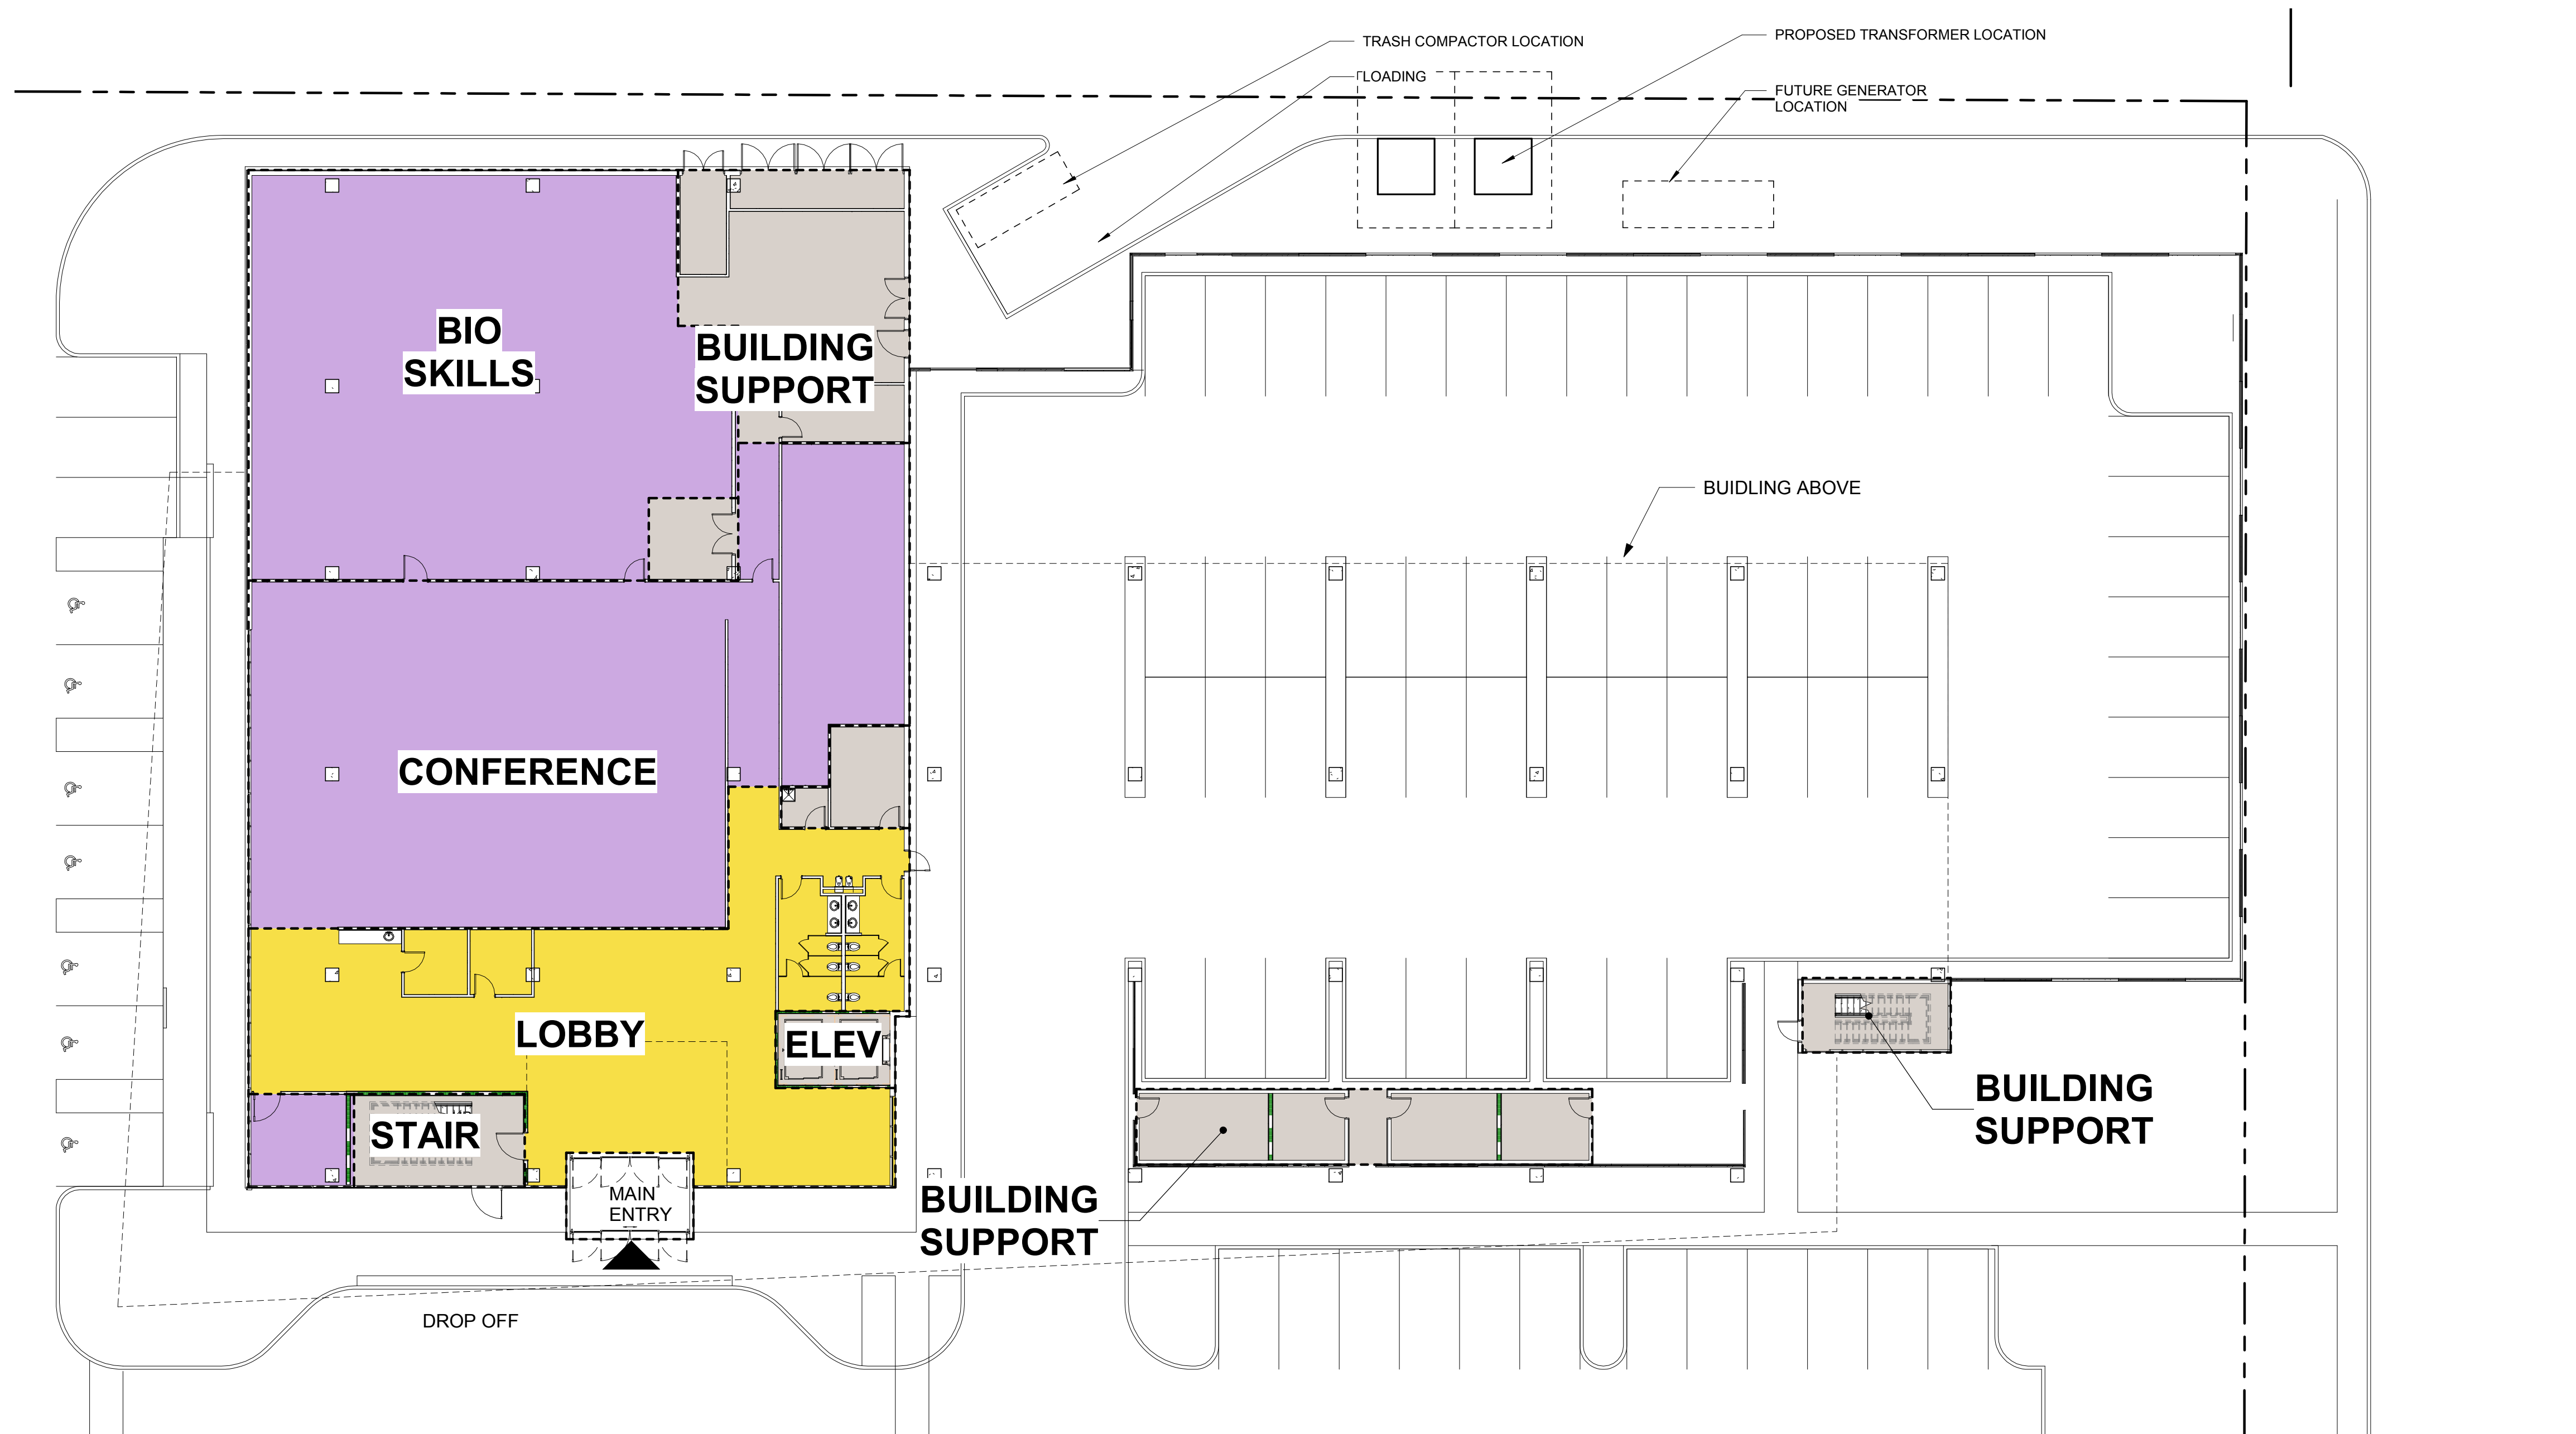 TRASH COMPACTOR LOCATION
PROPOSED TRANSFORMER LOCATION
LOADING
FUTURE GENERATOR
LOCATION
BIO
SKILLS
BUILDING
SUPPORT
BUIDLING ABOVE
CONFERENCE
LOBBY
ELEV
STAIR
BUILDING
SUPPORT
MAIN
ENTRY
BUILDING
SUPPORT
DROP OFF